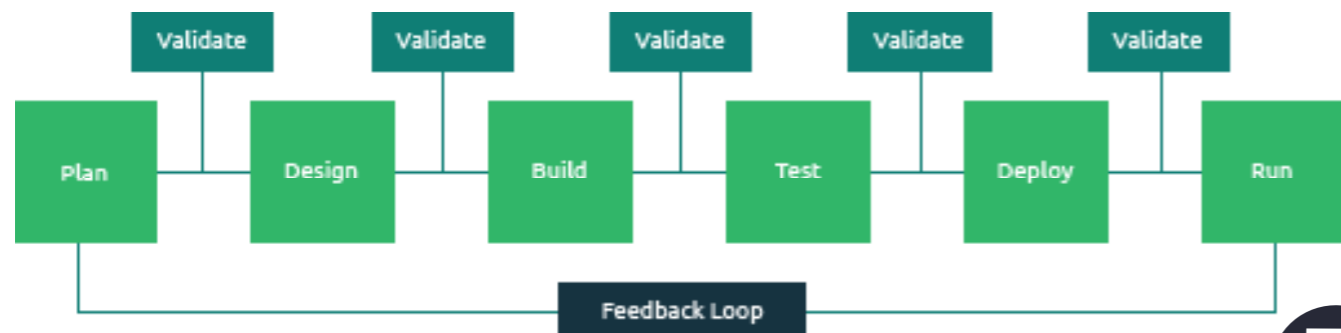 Validate Validate Validate Validate Validate
Plan Design Build Test Deploy Run
Feedback Loop